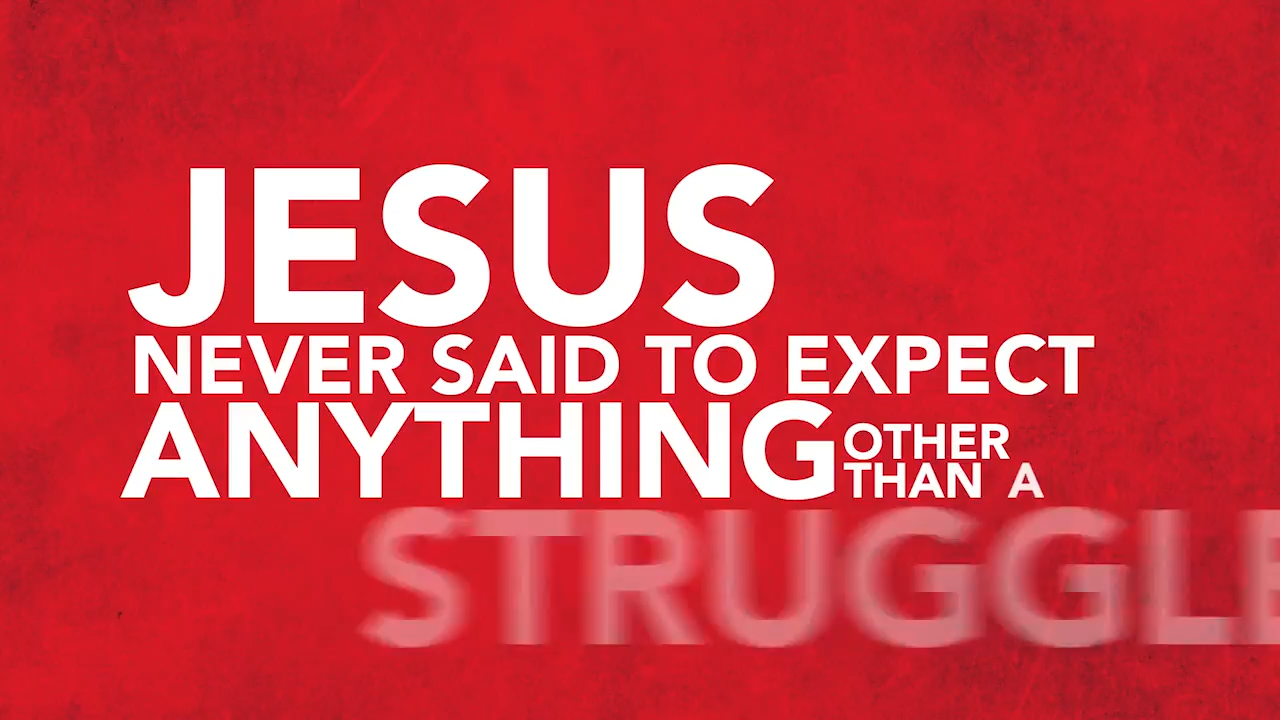 JESUS
NEVER SAID TO EXPECT
ANYTHING OTHER
THAN A
STRUGGLE